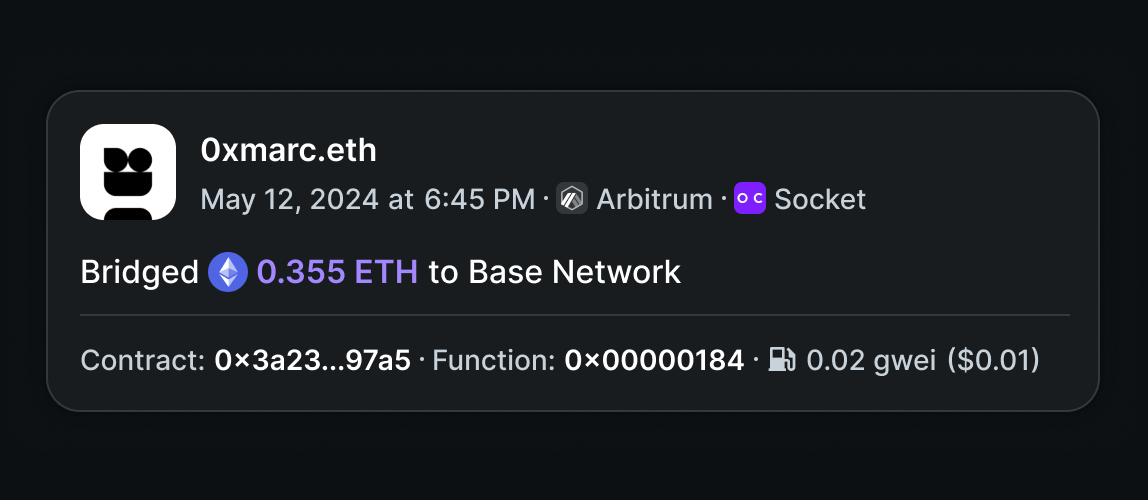 0xmarc.eth
May 12, 2024 at 6:45 PM · Arbitrum · Socket
Bridged 0.355 ETH to Base Network
Contract: 0×3a23...97a5 · Function: 0×00000184 · 0.02 gwei ($0.01)